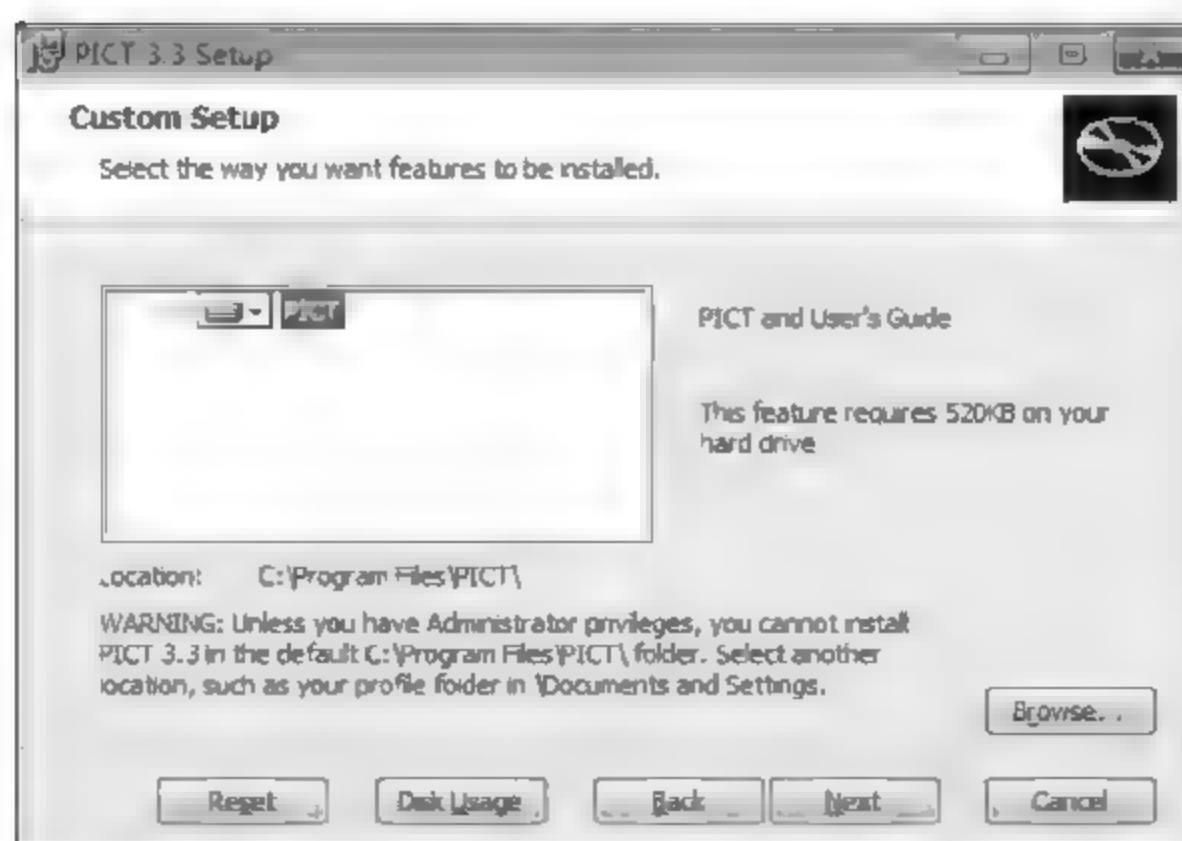 PICT 3.3 Setup
Custom Setup
Select the way you want features to be installed.
PICT
PICT and User's Guide
This feature requires 520KB on your
hard drive
Location: C:\Program Files\PICT\
WARNING: Unless you have Administrator privileges, you cannot install
PICT 3.3 in the default C:\Program Files\PICT\ folder. Select another
location, such as your profile folder in \Documents and Settings.
Browse...
Reset
Disk Usage
Back
Next
Cancel